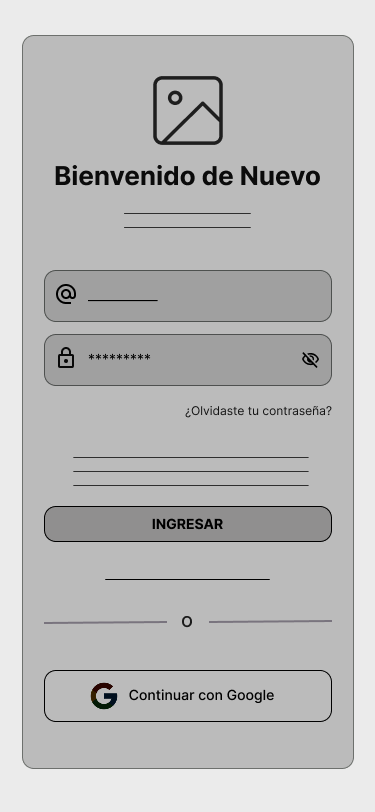 Bienvenido de Nuevo
@
*********
¿Olvidaste tu contraseña?
INGRESAR
O
G Continuar con Google